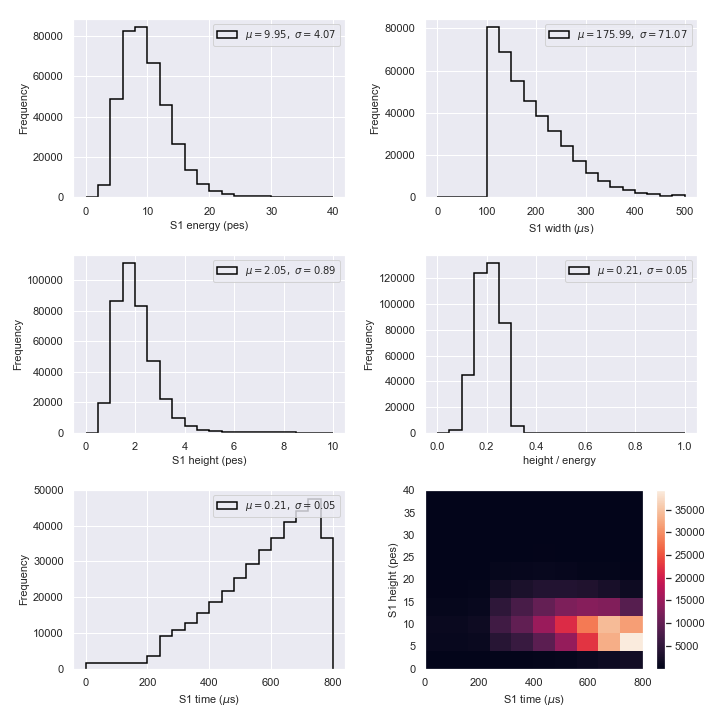 80000
60000
40000
20000
0
Frequency
μ = 9.95, σ = 4.07
0 10 20 30 40
S1 energy (pes)
80000
60000
40000
20000
0
Frequency
μ = 175.99, σ = 71.07
0 100 200 300 400 500
S1 width (μs)
100000
80000
60000
40000
20000
0
Frequency
μ = 2.05, σ = 0.89
0 2 4 6 8 10
S1 height (pes)
120000
100000
80000
60000
40000
20000
0
Frequency
μ = 0.21, σ = 0.05
0.0 0.2 0.4 0.6 0.8 1.0
height / energy
50000
40000
30000
20000
10000
0
Frequency
μ = 0.21, σ = 0.05
0 200 400 600 800
S1 time (μs)
40
35
30
25
20
15
10
5
0
S1 height (pes)
0 200 400 600 800
S1 time (μs)
35000
30000
25000
20000
15000
10000
5000